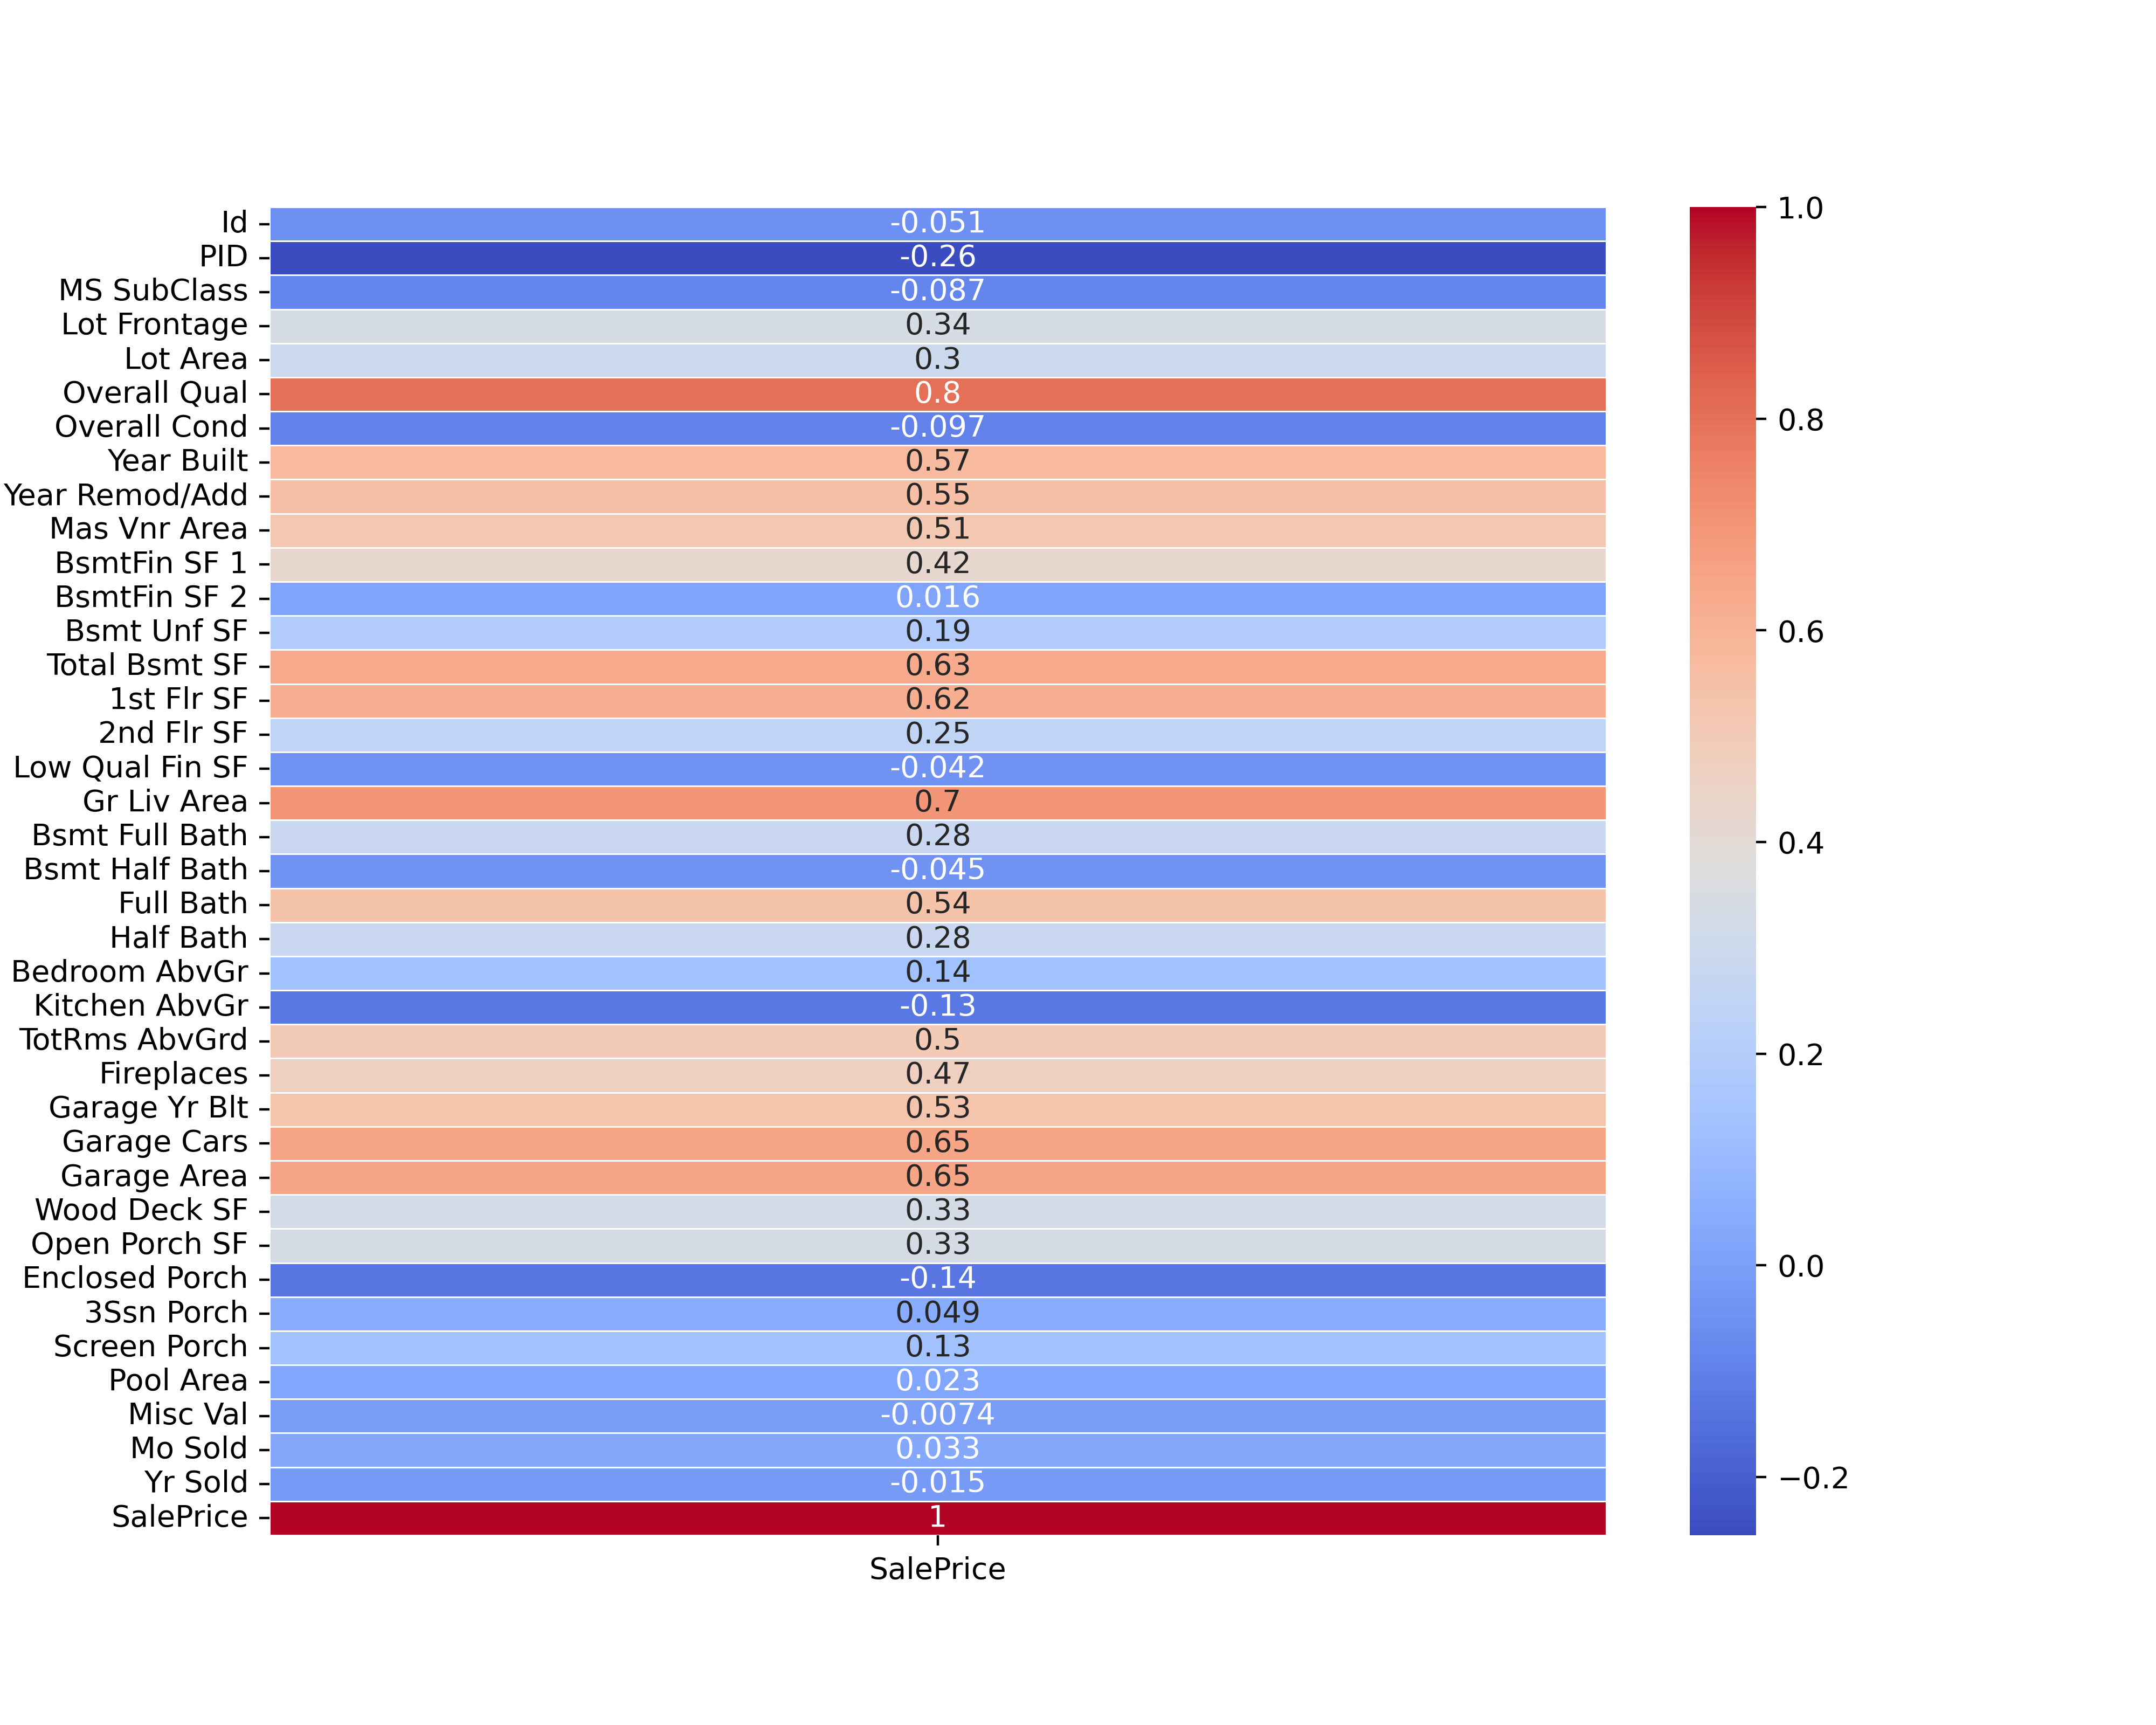 Id -0.051
PID -0.26
MS SubClass -0.087
Lot Frontage 0.34
Lot Area 0.3
Overall Qual 0.8
Overall Cond -0.097
Year Built 0.57
Year Remod/Add 0.55
Mas Vnr Area 0.51
BsmtFin SF 1 0.42
BsmtFin SF 2 0.016
Bsmt Unf SF 0.19
Total Bsmt SF 0.63
1st Flr SF 0.62
2nd Flr SF 0.25
Low Qual Fin SF -0.042
Gr Liv Area 0.7
Bsmt Full Bath 0.28
Bsmt Half Bath -0.045
Full Bath 0.54
Half Bath 0.28
Bedroom AbvGr 0.14
Kitchen AbvGr -0.13
TotRms AbvGrd 0.5
Fireplaces 0.47
Garage Yr Blt 0.53
Garage Cars 0.65
Garage Area 0.65
Wood Deck SF 0.33
Open Porch SF 0.33
Enclosed Porch -0.14
3Ssn Porch 0.049
Screen Porch 0.13
Pool Area 0.023
Misc Val -0.0074
Mo Sold 0.033
Yr Sold -0.015
SalePrice 1
SalePrice
1.0
0.8
0.6
0.4
0.2
0.0
−0.2